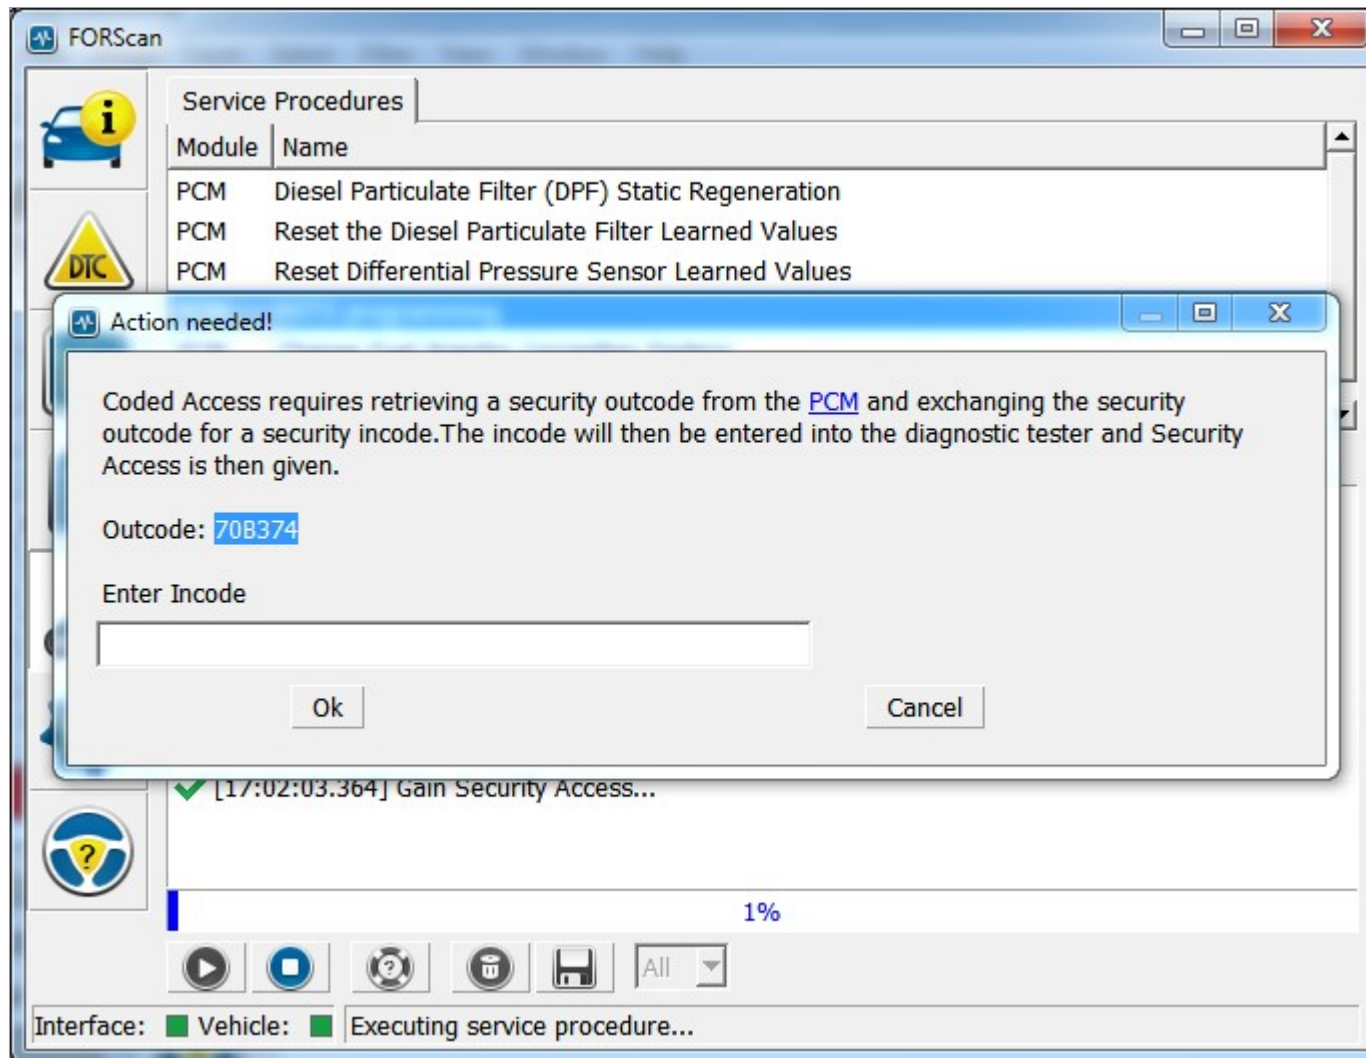 FORScan
Service Procedures
Module Name
PCM Diesel Particulate Filter (DPF) Static Regeneration
PCM Reset the Diesel Particulate Filter Learned Values
PCM Reset Differential Pressure Sensor Learned Values
DTC
Action needed!
Coded Access requires retrieving a security outcode from the PCM and exchanging the security
outcode for a security incode.The incode will then be entered into the diagnostic tester and Security
Access is then given.
Outcode: 70B374
Enter Incode
Ok Cancel
[17:02:03.364] Gain Security Access...
1%
All
Interface: Vehicle: Executing service procedure...